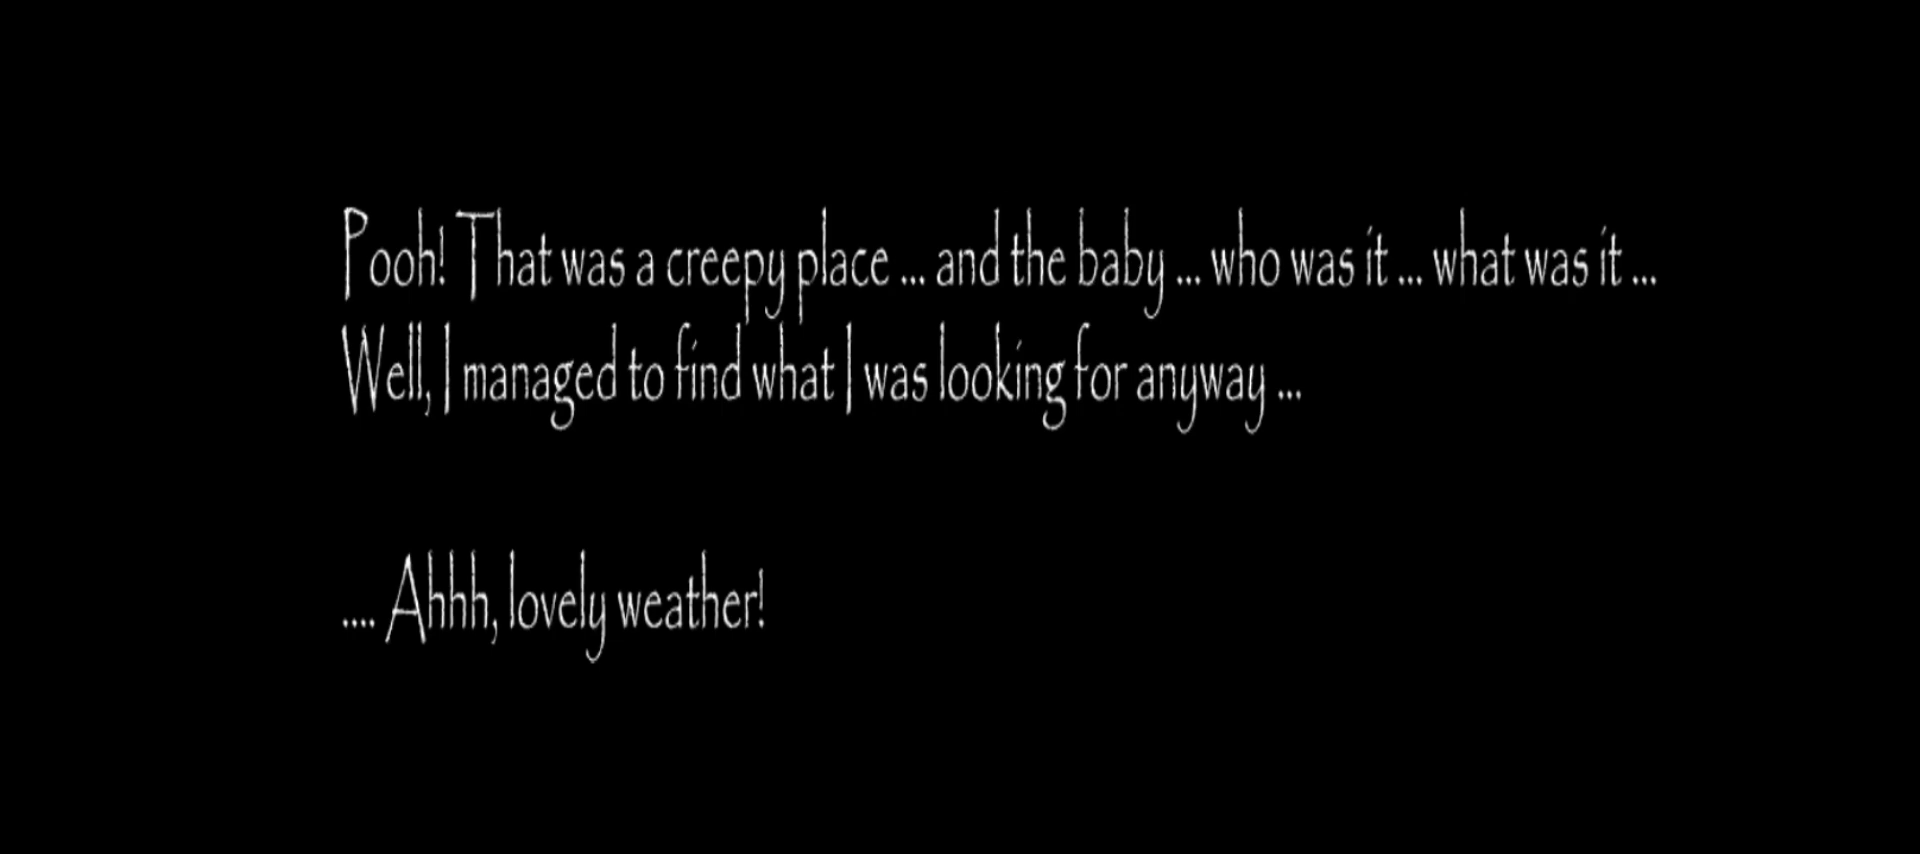 Pooh! That was a creepy place ... and the baby ... who was it ... what was it ...
Well, I managed to find what I was looking for anyway ...
.... Ahhh, lovely weather!